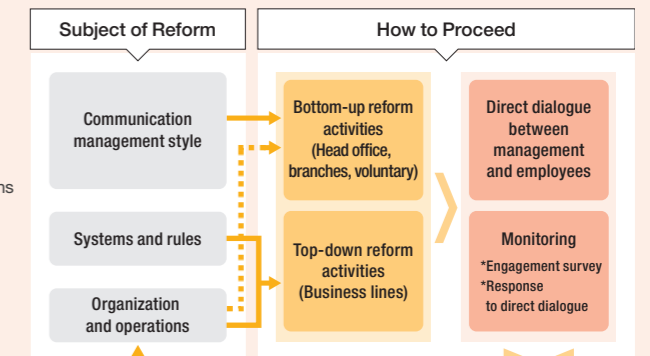 Subject of Reform
How to Proceed
Communication
management style
Systems and rules
Organization
and operations
Bottom-up reform
activities
(Head office,
branches, voluntary)
Top-down reform
activities
(Business lines)
Direct dialogue
between
management
and employees
Monitoring
*Engagement survey
*Response
to direct dialogue
ns